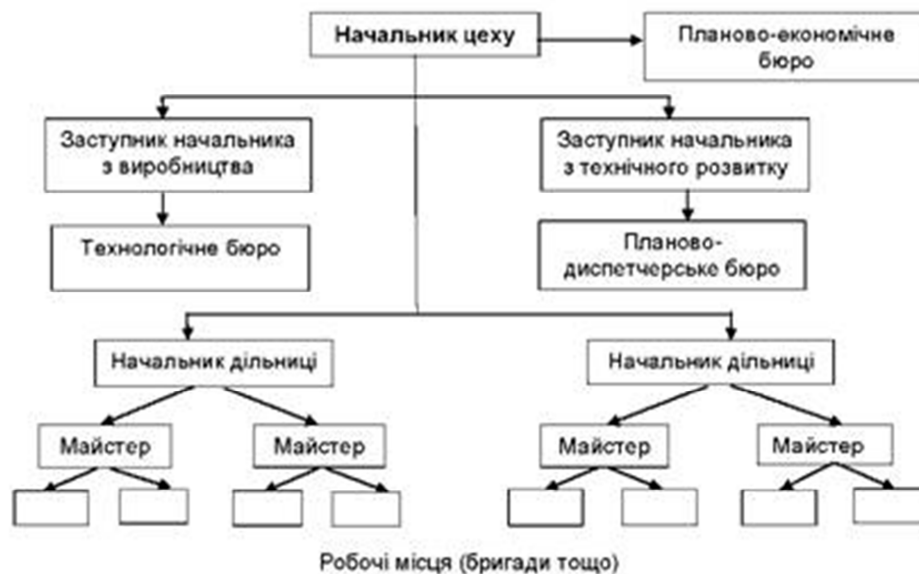 Начальник цеху
Планово-економічне
бюро
Заступник начальника
з виробництва
Заступник начальника
з технічного розвитку
Технологічне бюро
Планово-
диспетчерське бюро
Начальник дільниці
Начальник дільниці
Майстер
Майстер
Майстер
Майстер
Робочі місця (бригади тощо)